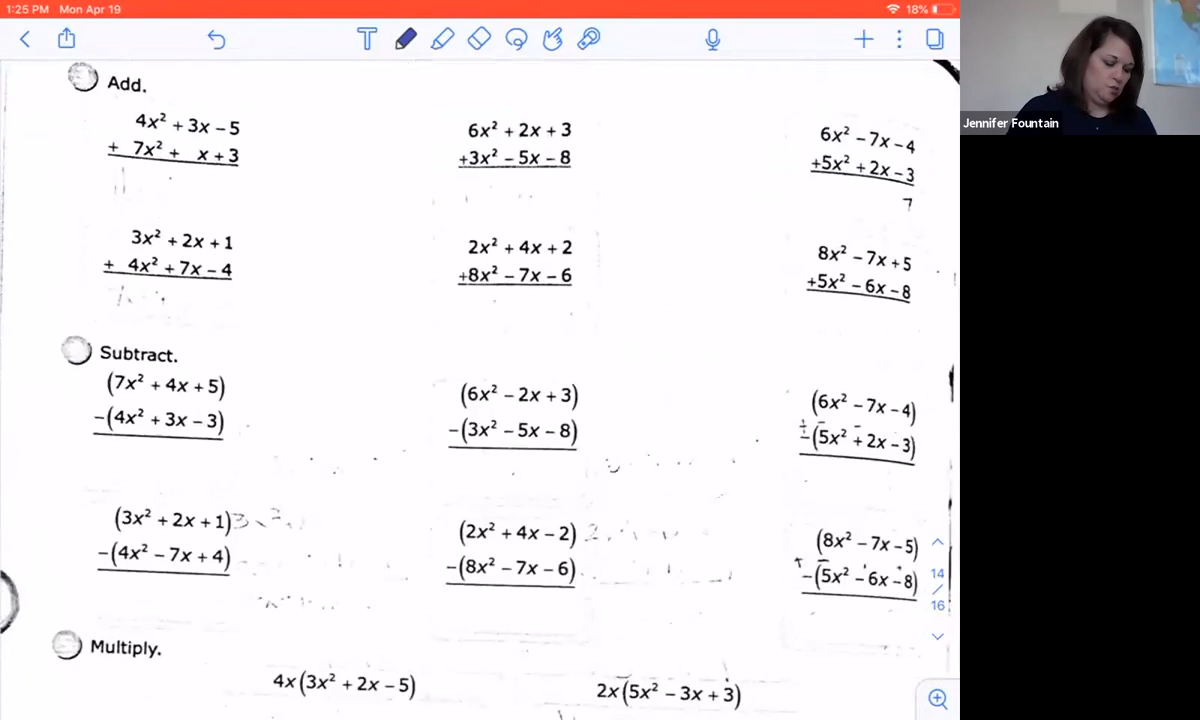 1:25 PM Mon Apr 19
18%
Jennifer Fountain
Add.
4x² + 3x – 5
+ 7x² + x + 3
11
6x² + 2x + 3
+3x² – 5x – 8
6x² – 7x – 4
+5x² + 2x – 3
7
3x² + 2x + 1
+ 4x² + 7x – 4
2x² + 4x + 2
+8x² – 7x – 6
8x² – 7x + 5
+5x² – 6x – 8
Subtract.
(7x² + 4x + 5)
–(4x² + 3x – 3)
(6x² – 2x + 3)
–(3x² – 5x – 8)
(6x² – 7x – 4)
–(5x² + 2x – 3)
(3x² + 2x + 1) 3x²
–(4x² – 7x + 4)
(2x² + 4x – 2)
–(8x² – 7x – 6)
(8x² – 7x – 5)
–(5x² – 6x – 8)
14
/
16
Multiply.
4x(3x² + 2x – 5)
2x(5x² – 3x + 3)